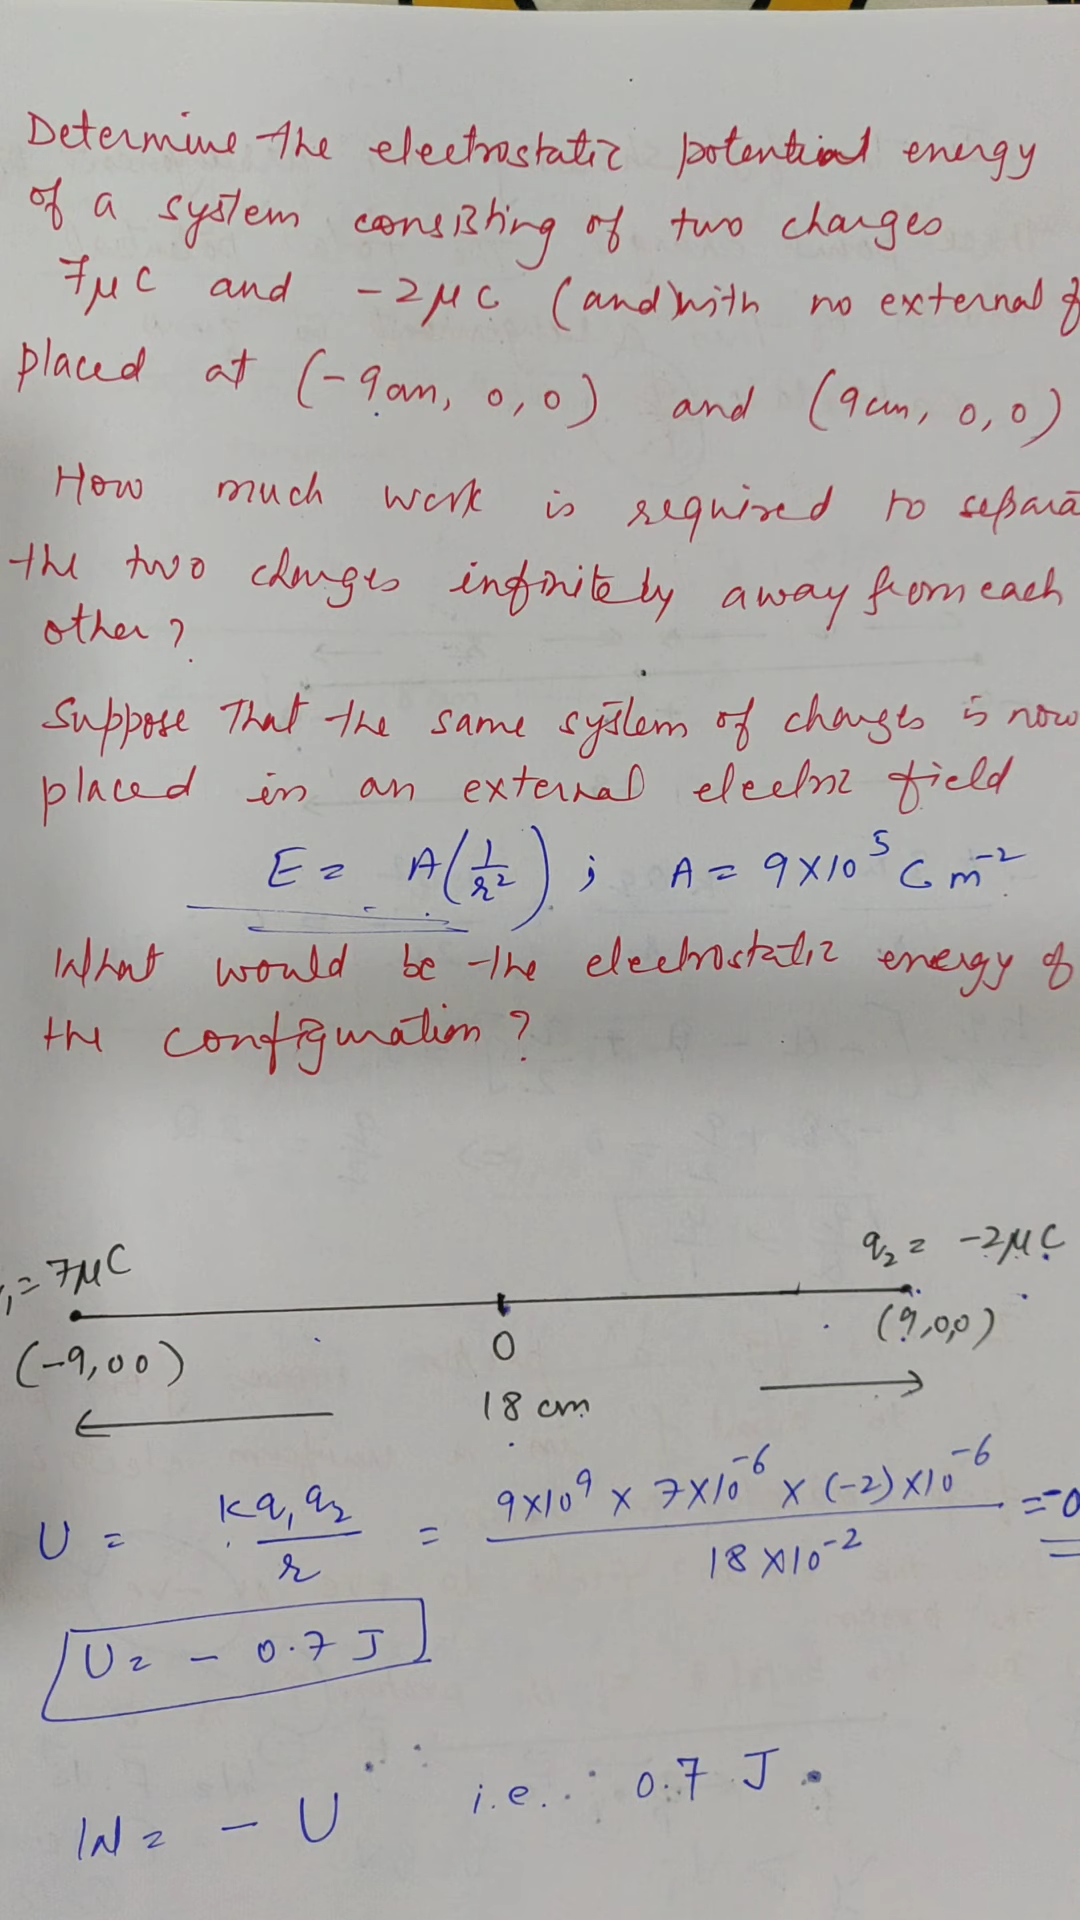 Determine the electrostatic potential energy
of a system consisting of two charges
7μC and -2μC (and) with no external f
placed at (-9cm, 0,0) and (9cm, 0,0)
How much work is required to separa
the two charges infinitely away from each
other?
Suppose That the same system of charges is now
placed in an external electric field
E = A(1/r²) ; A = 9×10⁵ C m⁻²
What would be the electrostatic energy of
the configuration?
q₂ = -2μC
₁ = 7μC
(9,0,0)
(-9,00)
0
18 cm
U = kq₁q₂/r = 9×10⁹ × 7×10⁻⁶ × (-2)×10⁻⁶ / 18×10⁻² = -0
U = - 0.7 J
W = - U i.e. 0.7 J.